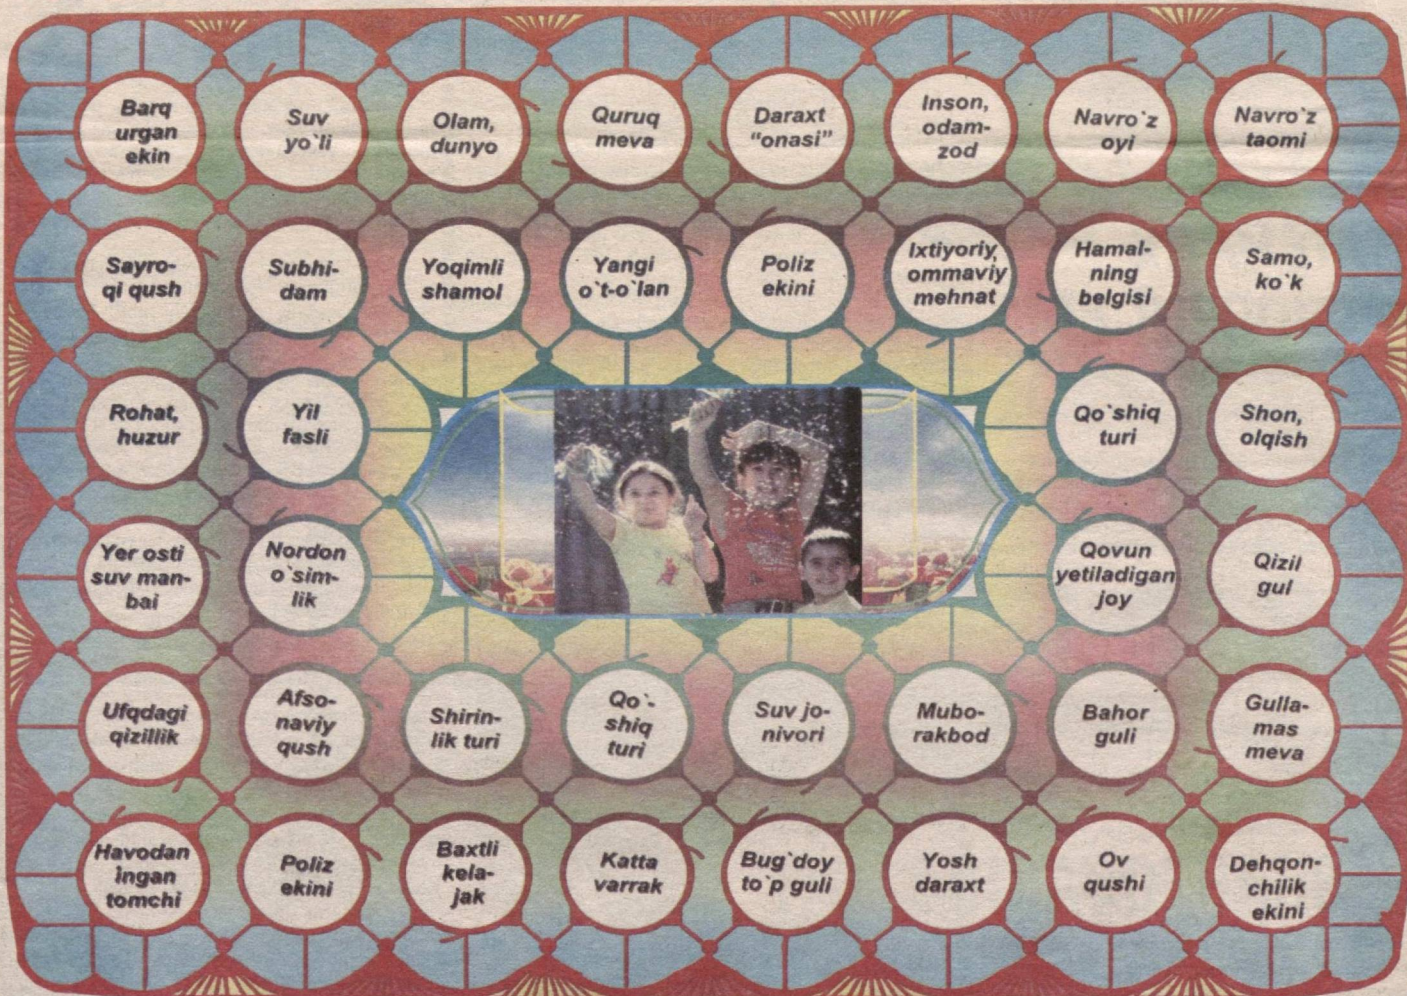 Barq
urgan
ekin
Suv
yo`li
Olam,
dunyo
Quruq
meva
Daraxt
“onasi”
Inson,
odam-
zod
Navro`z
oyi
Navro`z
taomi
Sayro-
qi qush
Subhi-
dam
Yoqimli
shamol
Yangi
o`t-o`lan
Poliz
ekini
Ixtiyoriy,
ommaviy
mehnat
Hamal-
ning
belgisi
Samo,
ko`k
Rohat,
huzur
Yil
fasli
Qo`shiq
turi
Shon,
olqish
Yer osti
suv man-
bai
Nordon
o`sim-
lik
Qovun
yetiladigan
joy
Qizil
gul
Ufqdagi
qizillik
Afso-
naviy
qush
Shirin-
lik turi
Qo`-
shiq
turi
Suv jo-
nivori
Mubo-
rakbod
Bahor
guli
Gulla-
mas
meva
Havodan
ingan
tomchi
Poliz
ekini
Baxtli
kela-
jak
Katta
varrak
Bug`doy
to`p guli
Yosh
daraxt
Ov
qushi
Dehqon-
chilik
ekini